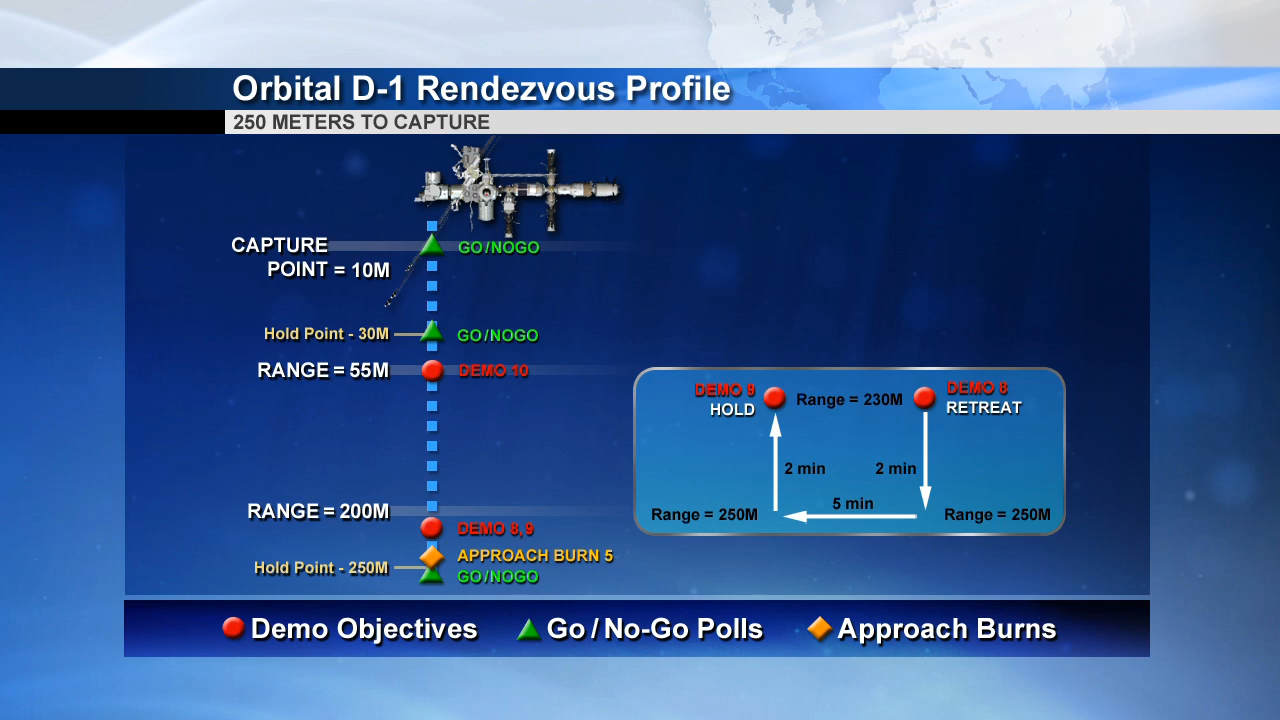 Orbital D-1 Rendezvous Profile
250 METERS TO CAPTURE
CAPTURE
POINT = 10M
GO/NOGO
Hold Point - 30M
GO/NOGO
RANGE = 55M
DEMO 10
RANGE = 200M
DEMO 8,9
APPROACH BURN 5
Hold Point - 250M
GO/NOGO
DEMO 9
HOLD
Range = 230M
DEMO 8
RETREAT
2 min
2 min
5 min
Range = 250M
Range = 250M
Demo Objectives
Go / No-Go Polls
Approach Burns